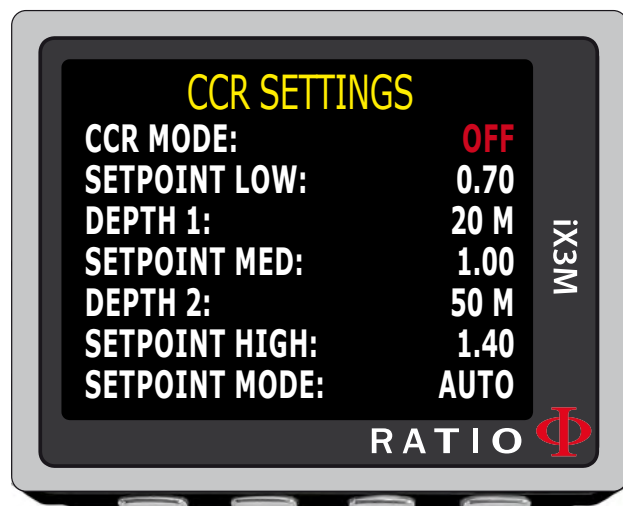 CCR SETTINGS
CCR MODE: OFF
SETPOINT LOW: 0.70
DEPTH 1: 20 M
SETPOINT MED: 1.00
DEPTH 2: 50 M
SETPOINT HIGH: 1.40
SETPOINT MODE: AUTO
iX3M
RATIO